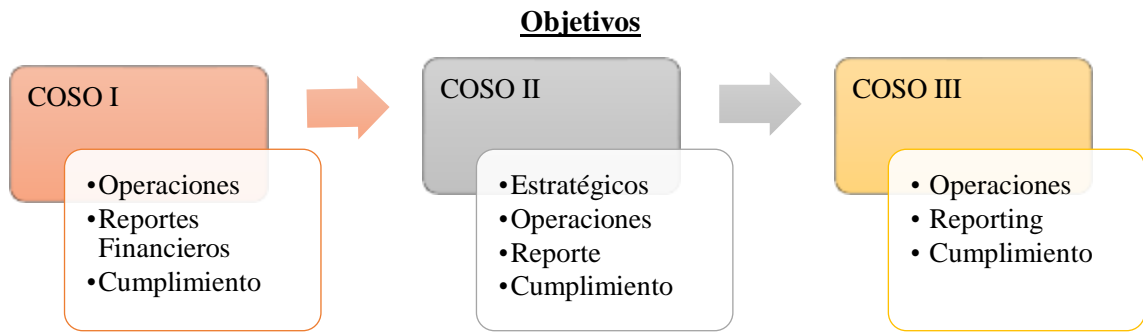 Objetivos
COSO I
•Operaciones
•Reportes
Financieros
•Cumplimiento
COSO II
•Estratégicos
•Operaciones
•Reporte
•Cumplimiento
COSO III
• Operaciones
• Reporting
• Cumplimiento